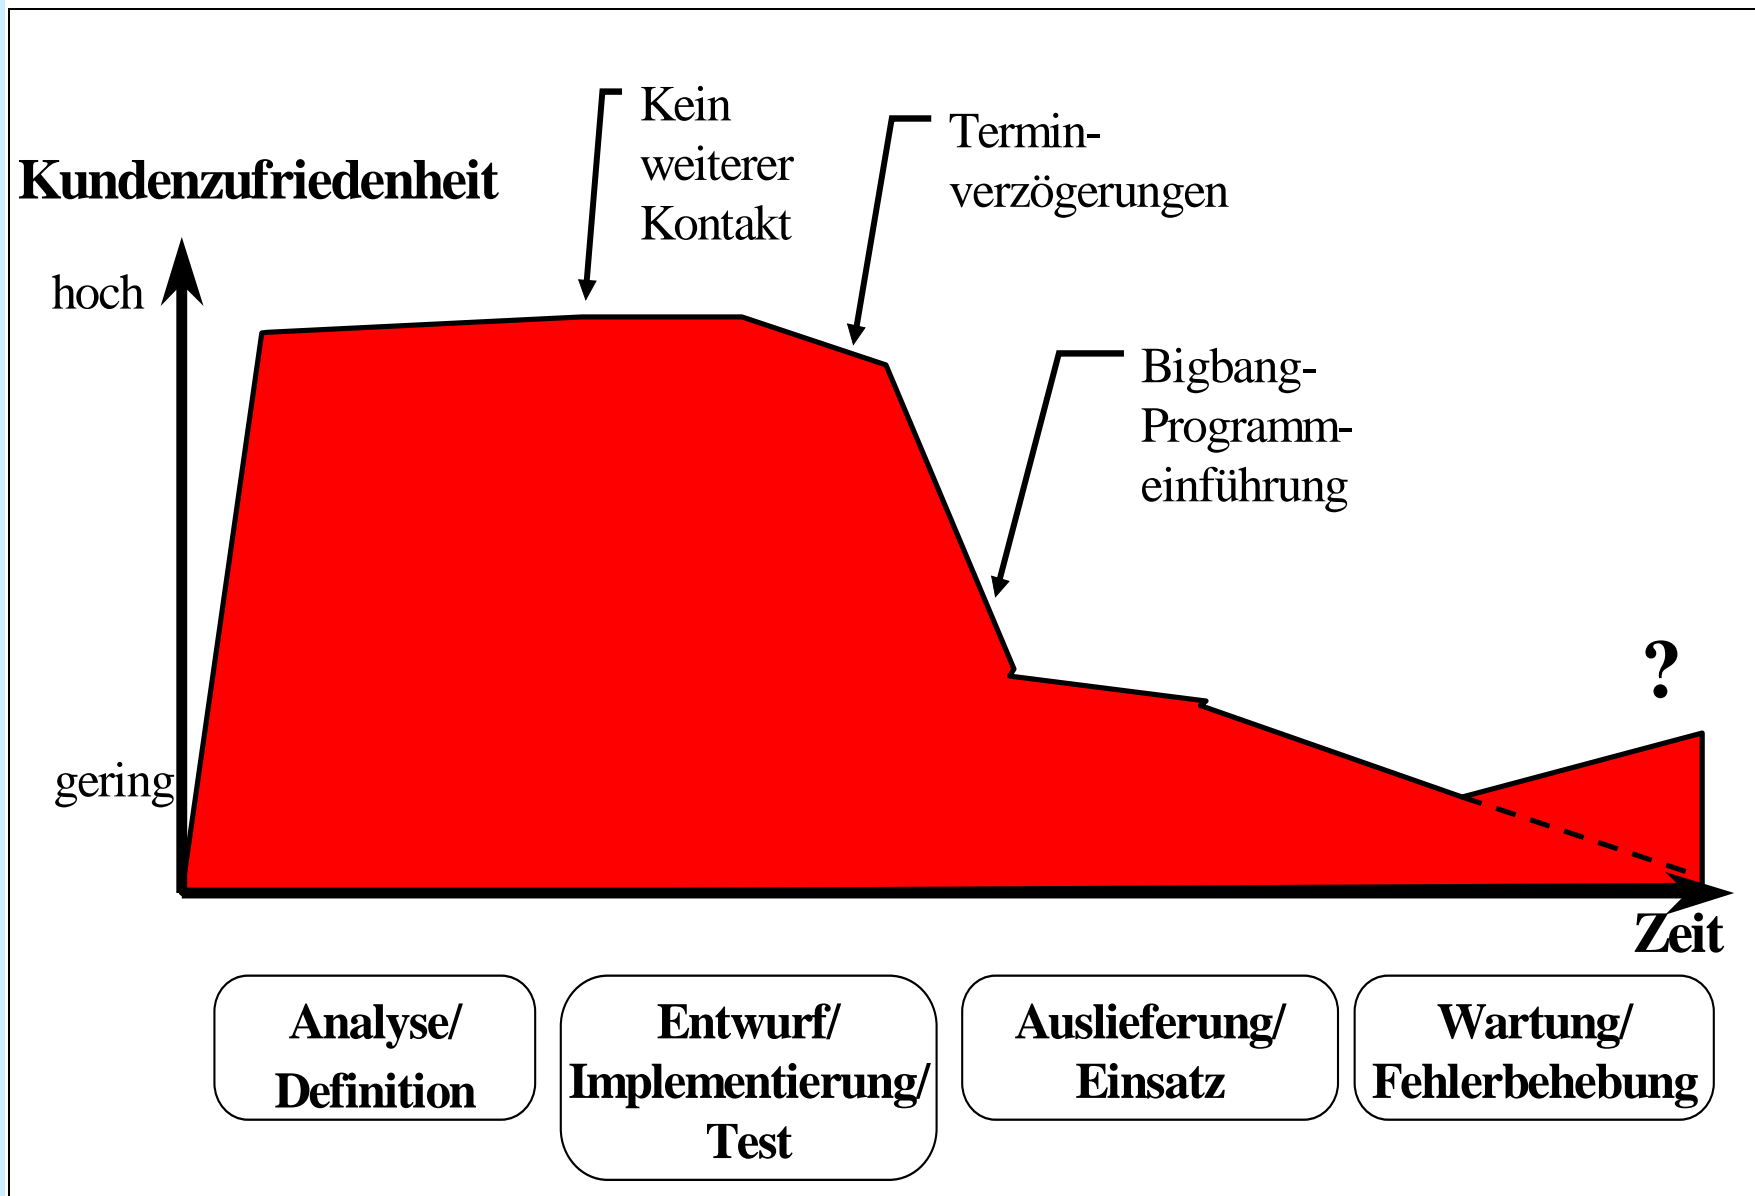 Kein
weiterer
Kontakt
Termin-
verzögerungen
Kundenzufriedenheit
hoch
Bigbang-
Programm-
einführung
?
gering
Zeit
Analyse/
Definition
Entwurf/
Implementierung/
Test
Auslieferung/
Einsatz
Wartung/
Fehlerbehebung